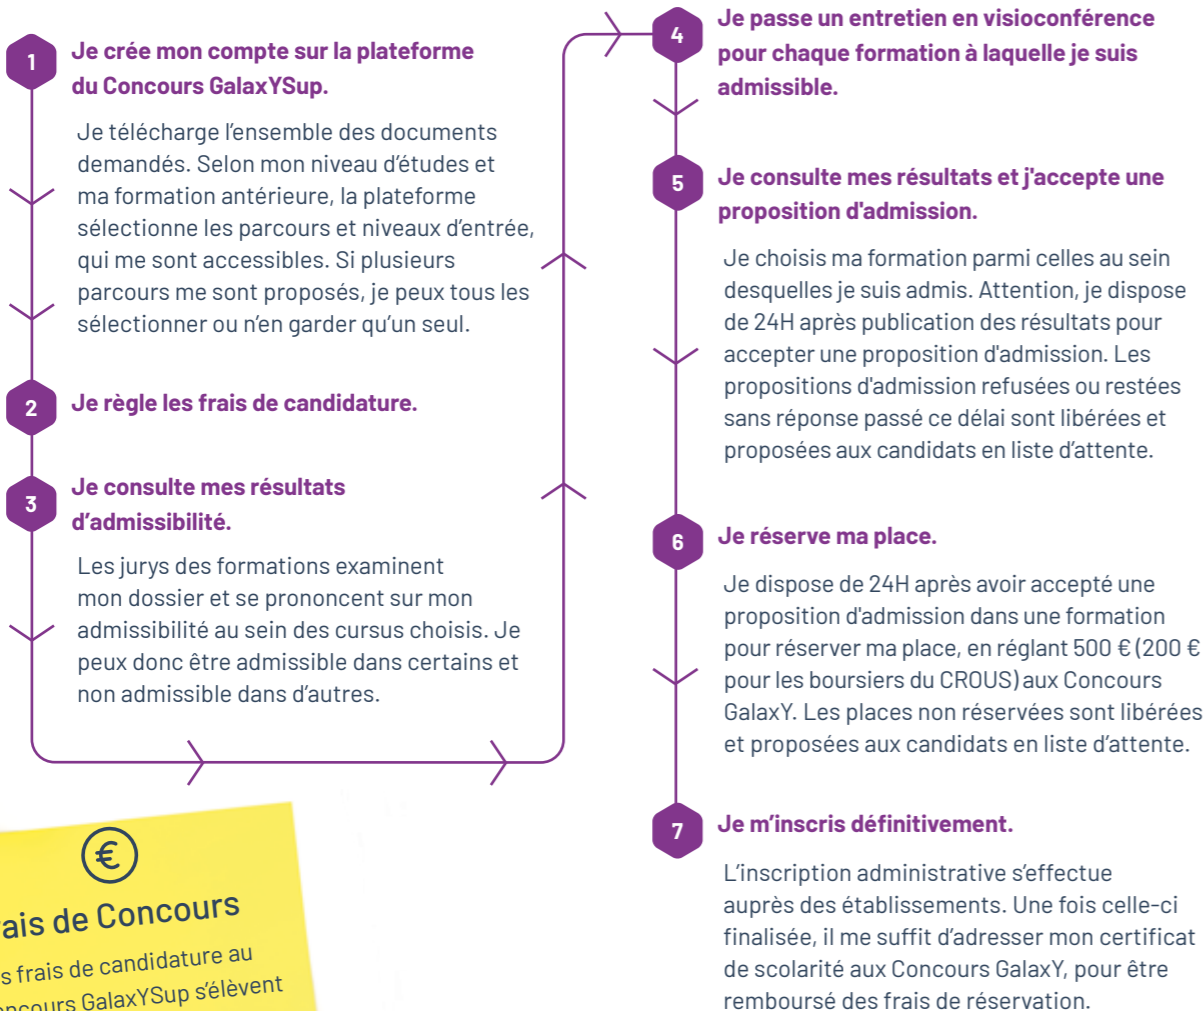 1
Je crée mon compte sur la plateforme
du Concours GalaxYSup.
Je télécharge l'ensemble des documents
demandés. Selon mon niveau d'études et
ma formation antérieure, la plateforme
sélectionne les parcours et niveaux d'entrée,
qui me sont accessibles. Si plusieurs
parcours me sont proposés, je peux tous les
sélectionner ou n'en garder qu'un seul.
2
Je règle les frais de candidature.
3
Je consulte mes résultats
d'admissibilité.
Les jurys des formations examinent
mon dossier et se prononcent sur mon
admissibilité au sein des cursus choisis. Je
peux donc être admissible dans certains et
non admissible dans d'autres.
4
Je passe un entretien en visioconférence
pour chaque formation à laquelle je suis
admissible.
5
Je consulte mes résultats et j'accepte une
proposition d'admission.
Je choisis ma formation parmi celles au sein
desquelles je suis admis. Attention, je dispose
de 24H après publication des résultats pour
accepter une proposition d'admission. Les
propositions d'admission refusées ou restées
sans réponse passé ce délai sont libérées et
proposées aux candidats en liste d'attente.
6
Je réserve ma place.
Je dispose de 24H après avoir accepté une
proposition d'admission dans une formation
pour réserver ma place, en réglant 500 € (200 €
pour les boursiers du CROUS) aux Concours
GalaxY. Les places non réservées sont libérées
et proposées aux candidats en liste d'attente.
7
Je m'inscris définitivement.
L'inscription administrative s'effectue
auprès des établissements. Une fois celle-ci
finalisée, il me suffit d'adresser mon certificat
de scolarité aux Concours GalaxY, pour être
remboursé des frais de réservation.
€
de Concours
frais de candidature au
GalaxYSup s'élèvent